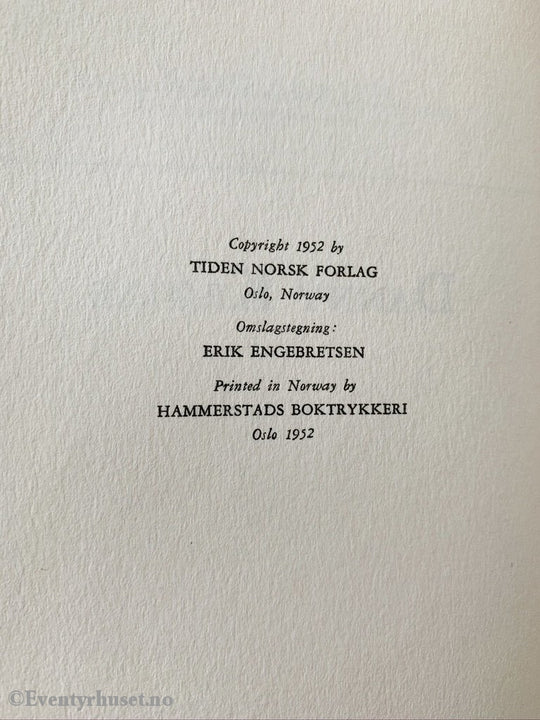 Copyright 1952 by
TIDEN NORSK FORLAG
Oslo, Norway
Omslagstegning:
ERIK ENGEBRETSEN
Printed in Norway by
HAMMERSTADS BOKTRYKKERI
Oslo 1952
©Eventyrhuset.no